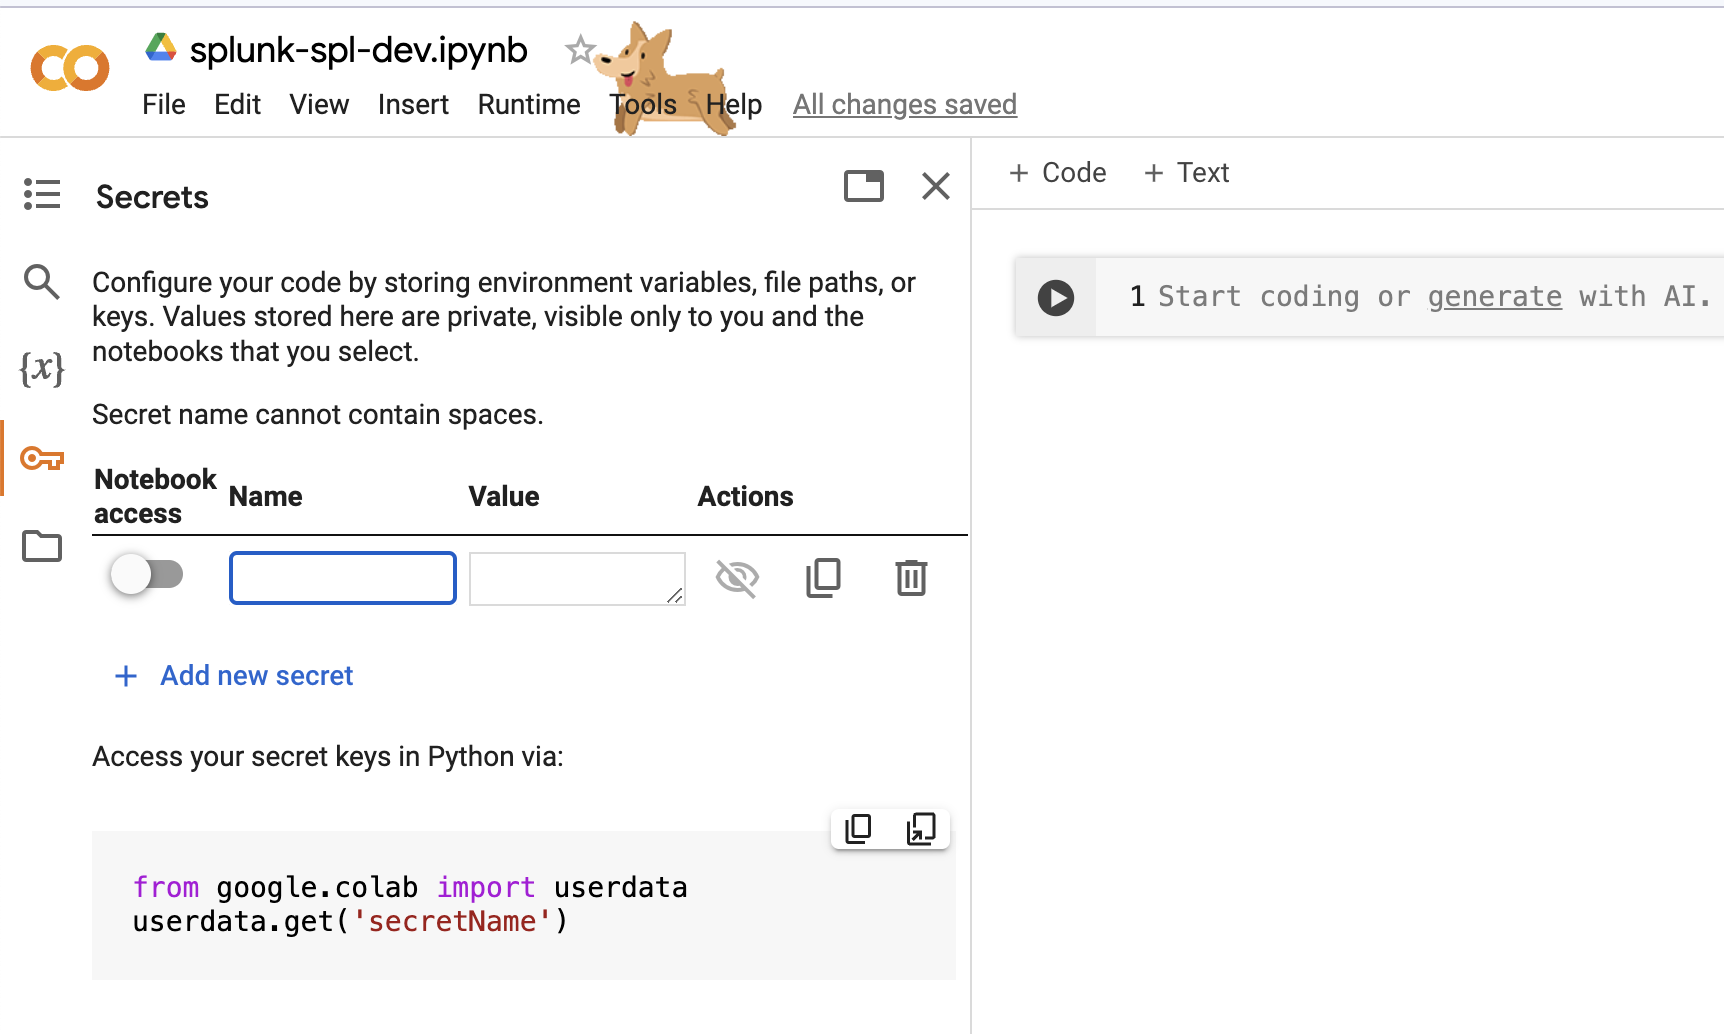 splunk-spl-dev.ipynb
File Edit View Insert Runtime Tools Help All changes saved
Secrets
Configure your code by storing environment variables, file paths, or
keys. Values stored here are private, visible only to you and the
notebooks that you select.
Secret name cannot contain spaces.
Notebook
access Name Value Actions
+ Add new secret
Access your secret keys in Python via:
from google.colab import userdata
userdata.get('secretName')
+ Code + Text
1 Start coding or generate with AI.
{x}